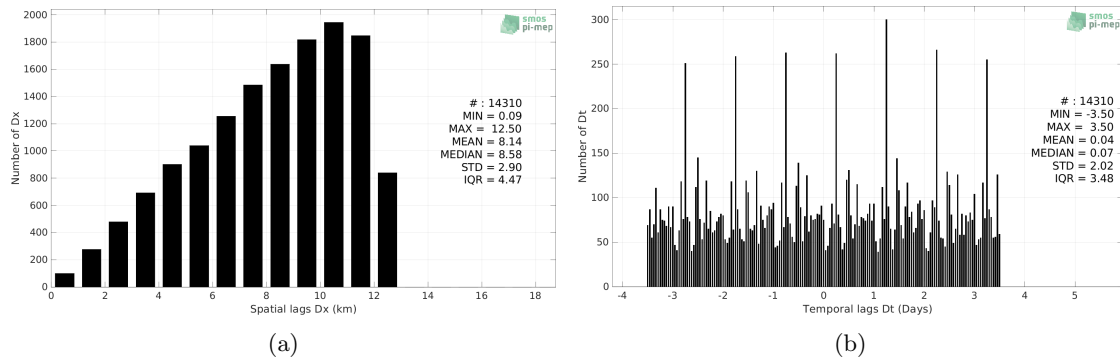 smos
pi-mep
Number of Dx
2000
1800
1600
1400
1200
1000
800
600
400
200
0
# : 14310
MIN = 0.09
MAX = 12.50
MEAN = 8.14
MEDIAN = 8.58
STD = 2.90
IQR = 4.47
0 2 4 6 8 10 12 14 16 18
Spatial lags Dx (km)
(a)
smos
pi-mep
Number of Dt
300
250
200
150
100
50
0
# : 14310
MIN = -3.50
MAX = 3.50
MEAN = 0.04
MEDIAN = 0.07
STD = 2.02
IQR = 3.48
-4 -3 -2 -1 0 1 2 3 4 5
Temporal lags Dt (Days)
(b)